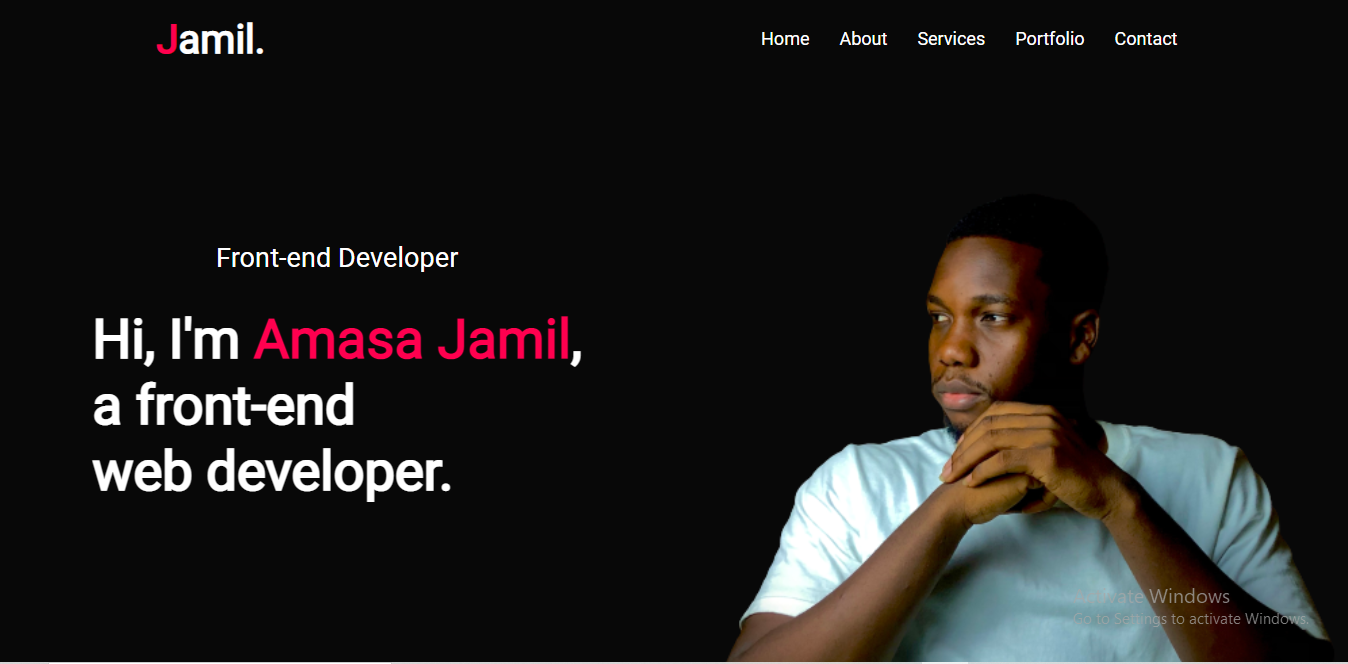 Jamil.
Home About Services Portfolio Contact
Front-end Developer
Hi, I'm Amasa Jamil,
a front-end
web developer.
Activate Windows
Go to Settings to activate Windows.